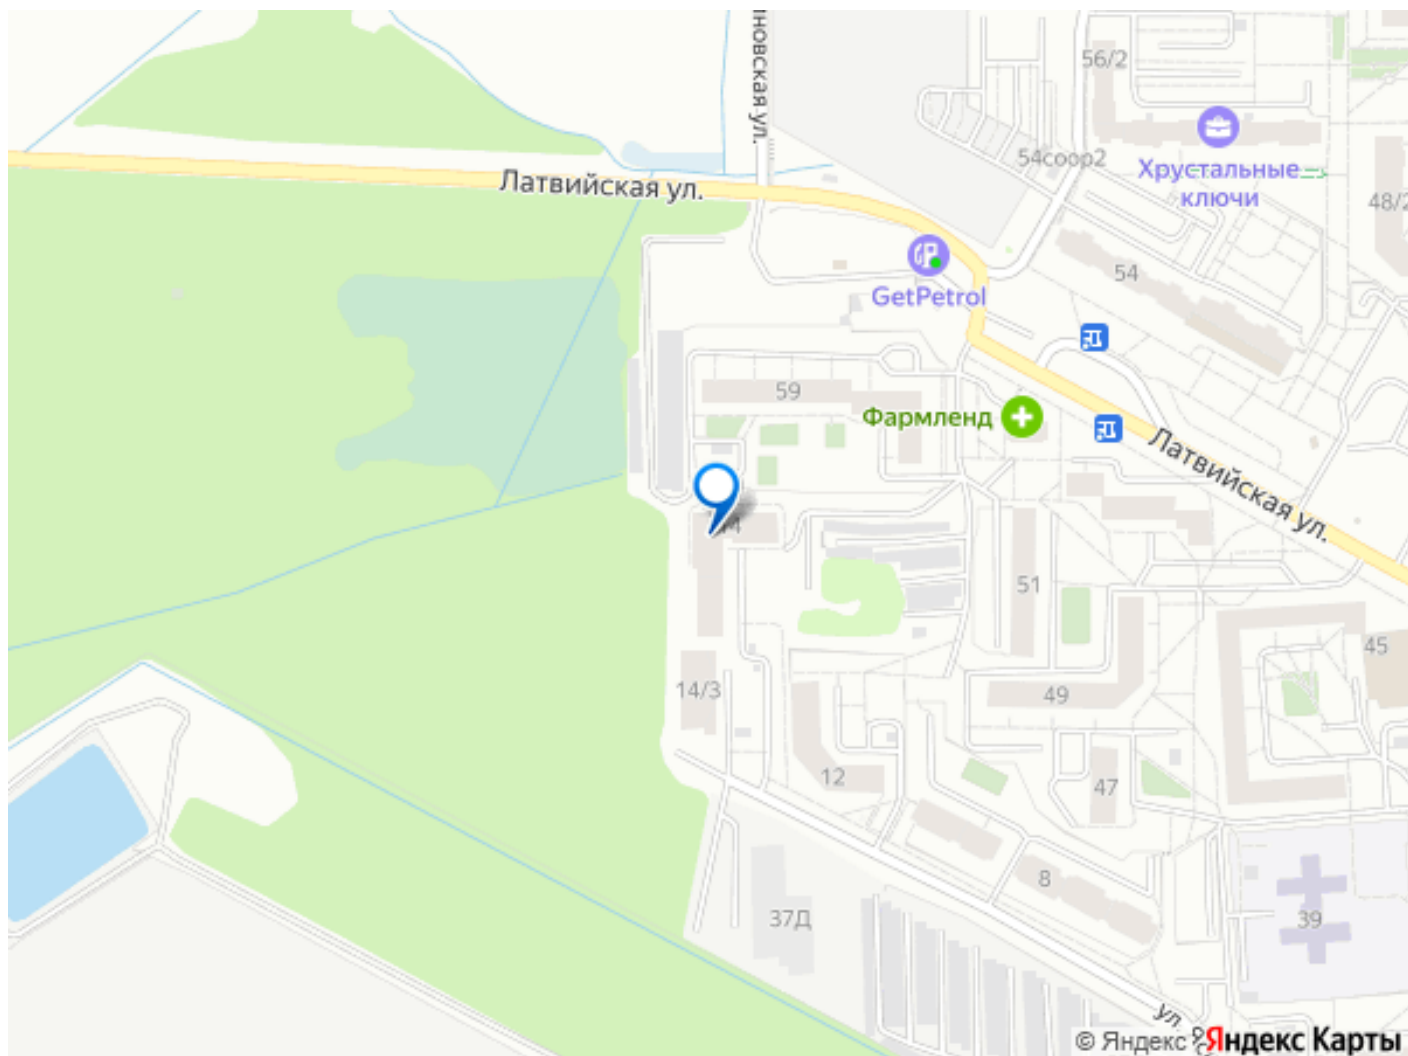 новская ул.
56/2
54соор2
Хрустальные
ключи
48/2
Латвийская ул.
54
GetPetrol
59
Фармленд
Латвийская ул.
51
45
14/3
49
12
47
8
37Д
39
ул.
© Яндекс
Яндекс Карты